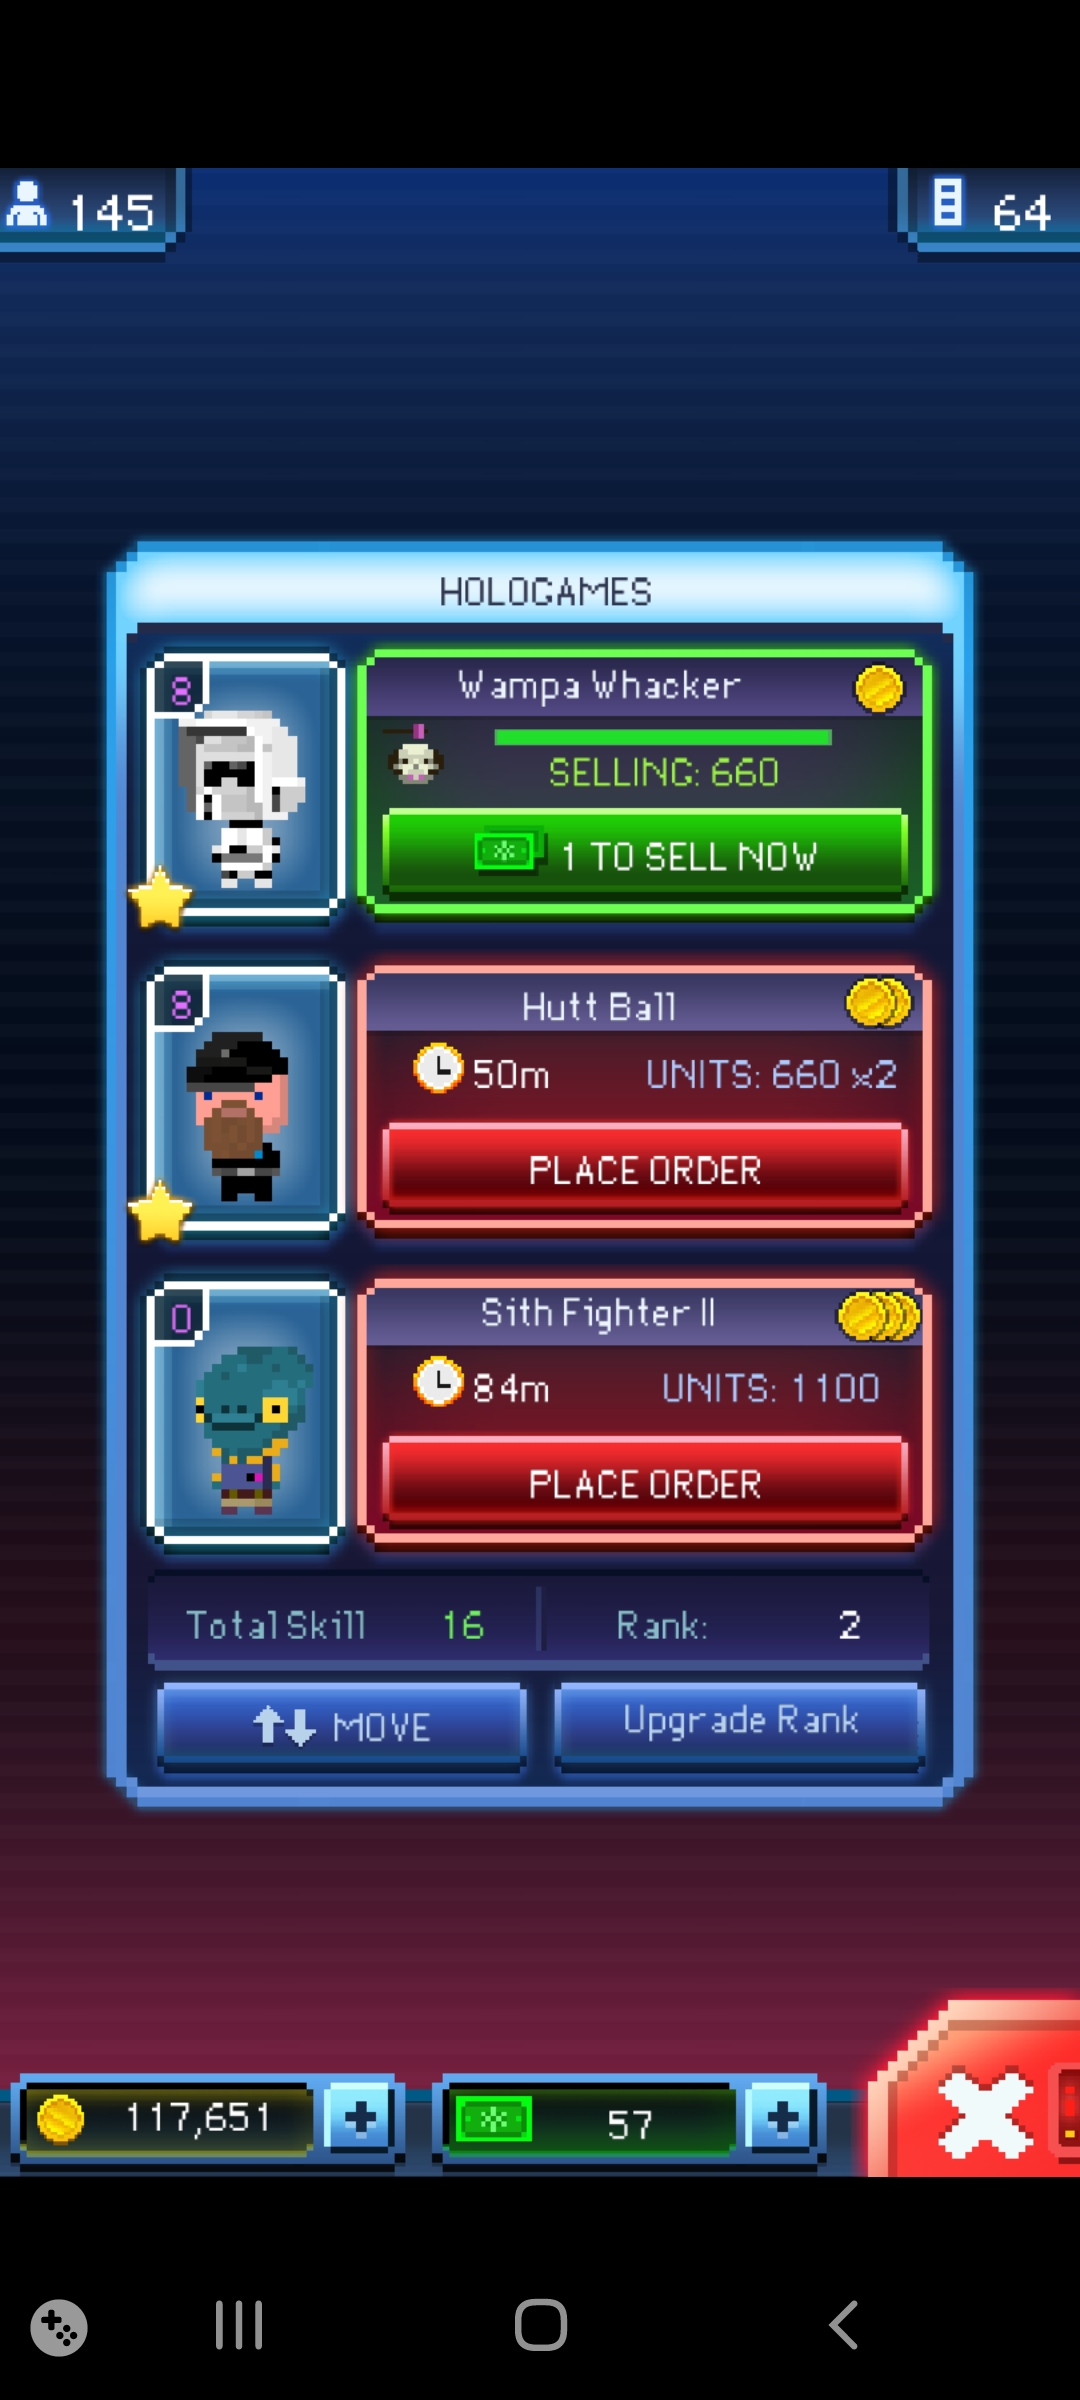 145
64
HOLOGAMES
8
Wampa Whacker
SELLING: 660
1 TO SELL NOW
8
Hutt Ball
50m UNITS: 660 x2
PLACE ORDER
0
Sith Fighter II
84m UNITS: 1100
PLACE ORDER
Total Skill 16 Rank: 2
MOVE Upgrade Rank
117,651 57